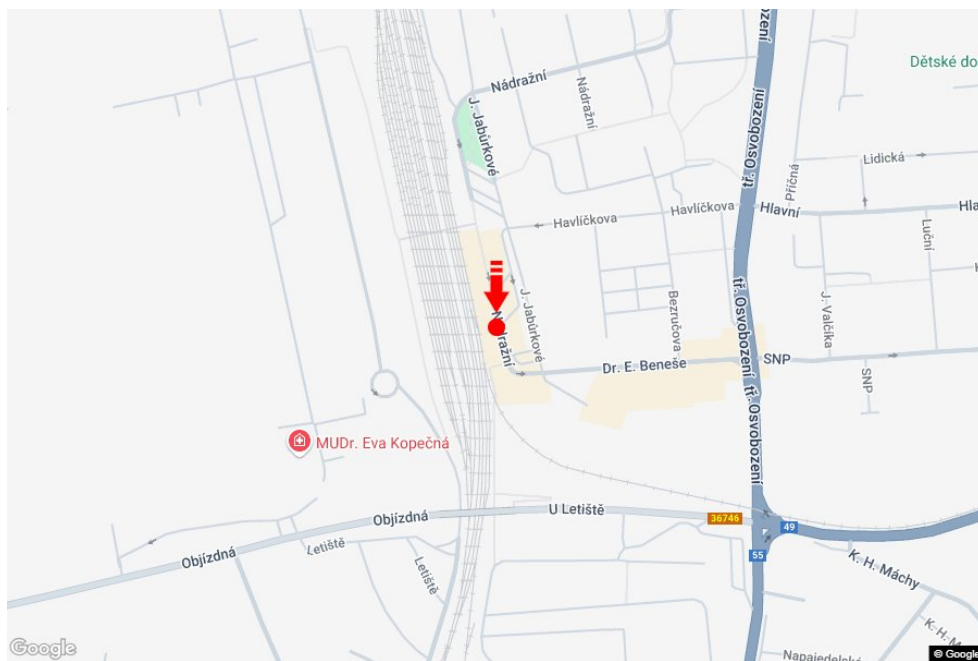 Nádražní
Nádražní
J. Jabůrkové
tř. Osvobození
Dětské do
Příčná
Lidická
Havlíčkova
Havlíčkova
Hlavní
Hla
Luční
J. Jabůrkové
Bezručova
tř. Osvobození
J. Valčíka
Nádražní
Dr. E. Beneše
SNP
SNP
tř. Osvobození
MUDr. Eva Kopečná
Objízdná
U Letiště
36746
49
Objízdná
Letiště
Letiště
55
K. H. Máchy
K. H. M
Napajedelská
Google
© Google